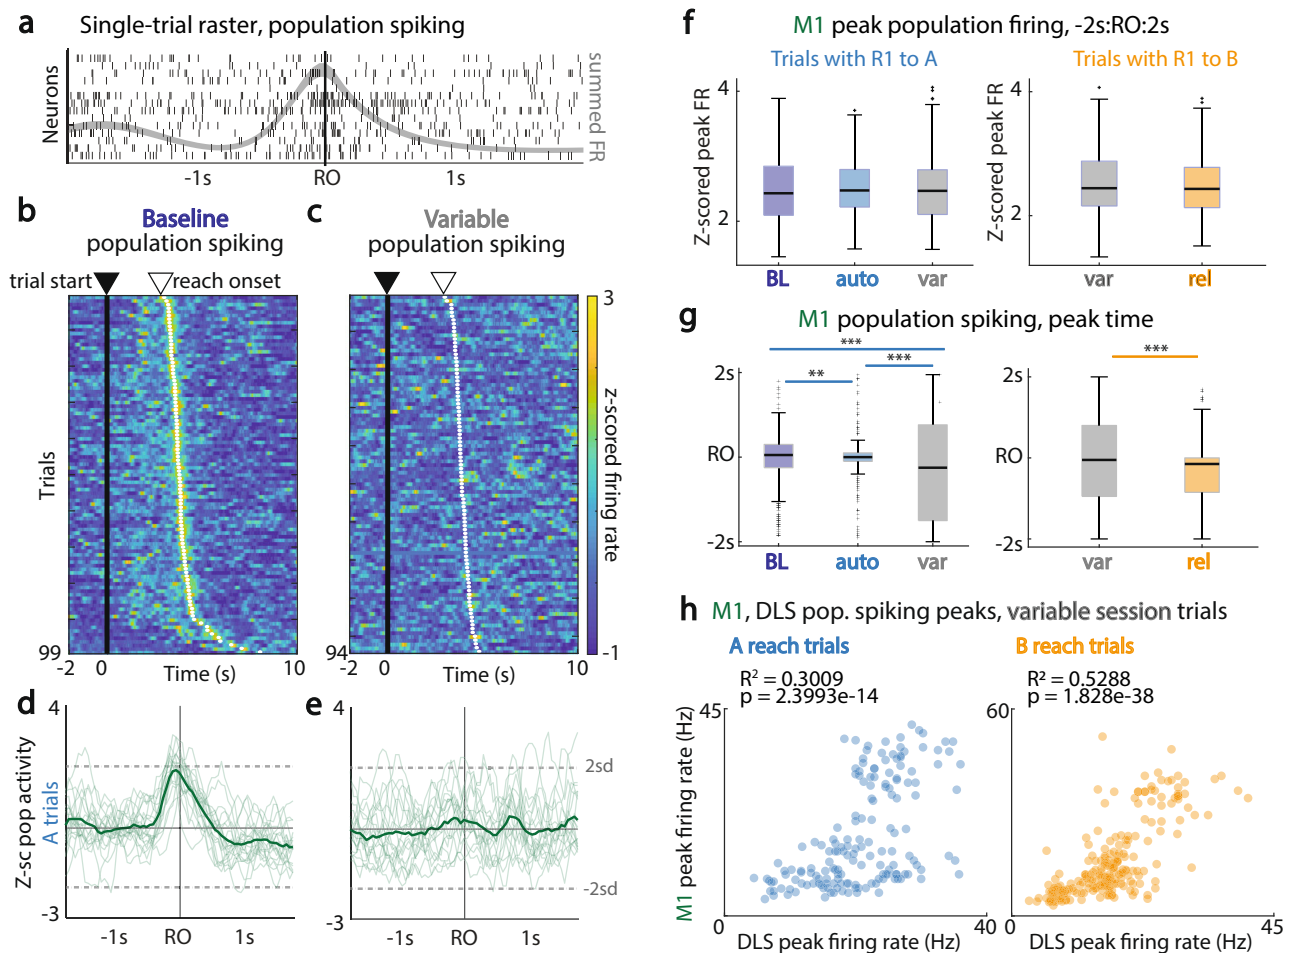 a Single-trial raster, population spiking
Neurons
summed FR
-1s RO 1s
b Baseline
population spiking
trial start reach onset
Trials
99
-2 0 Time (s) 10
c Variable
population spiking
94
-2 0 Time (s) 10
3
z-scored firing rate
-1
d
4
Z-sc pop activity
A trials
-3
-1s RO 1s
e
4
2sd
-2sd
-3
-1s RO 1s
f M1 peak population firing, -2s:RO:2s
Trials with R1 to A
Z-scored peak FR
4
2
BL auto var
Trials with R1 to B
Z-scored peak FR
4
2
var rel
g M1 population spiking, peak time
***
** ***
2s
RO
-2s
BL auto var
***
2s
RO
-2s
var rel
h M1, DLS pop. spiking peaks, variable session trials
A reach trials
R² = 0.3009
p = 2.3993e-14
45
M1 peak firing rate (Hz)
0 40
DLS peak firing rate (Hz)
B reach trials
R² = 0.5288
p = 1.828e-38
60
0 45
DLS peak firing rate (Hz)